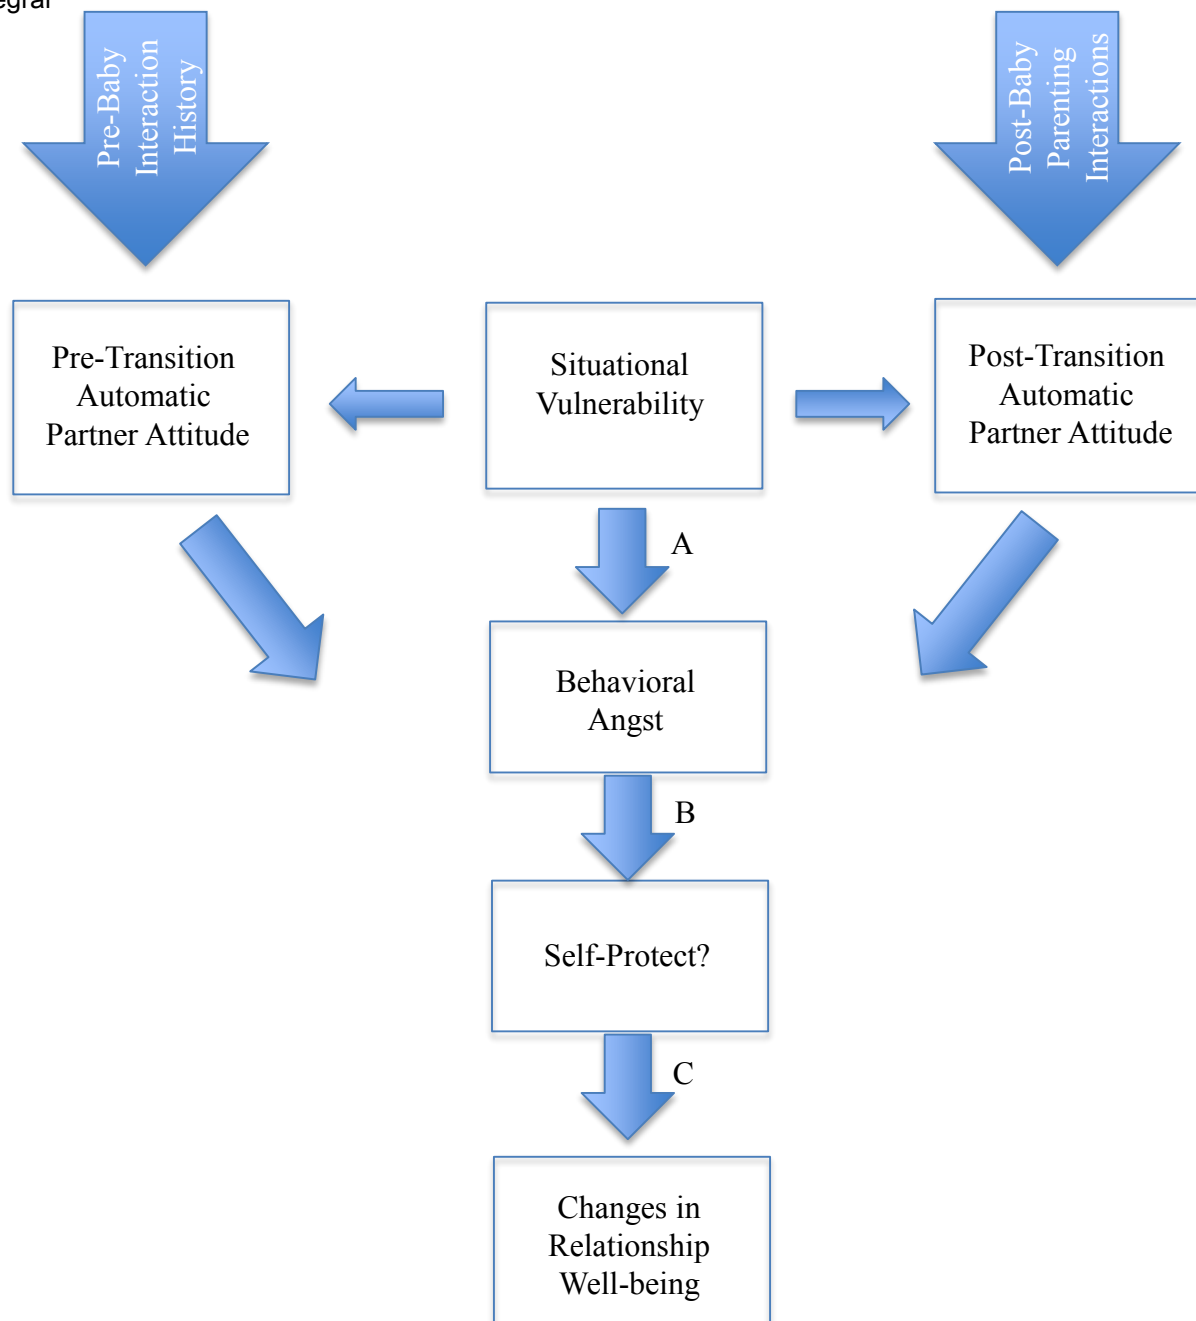 Pre-Baby
Interaction
History
Post-Baby
Parenting
Interactions
Pre-Transition
Automatic
Partner Attitude
Situational
Vulnerability
Post-Transition
Automatic
Partner Attitude
A
Behavioral
Angst
B
Self-Protect?
C
Changes in
Relationship
Well-being